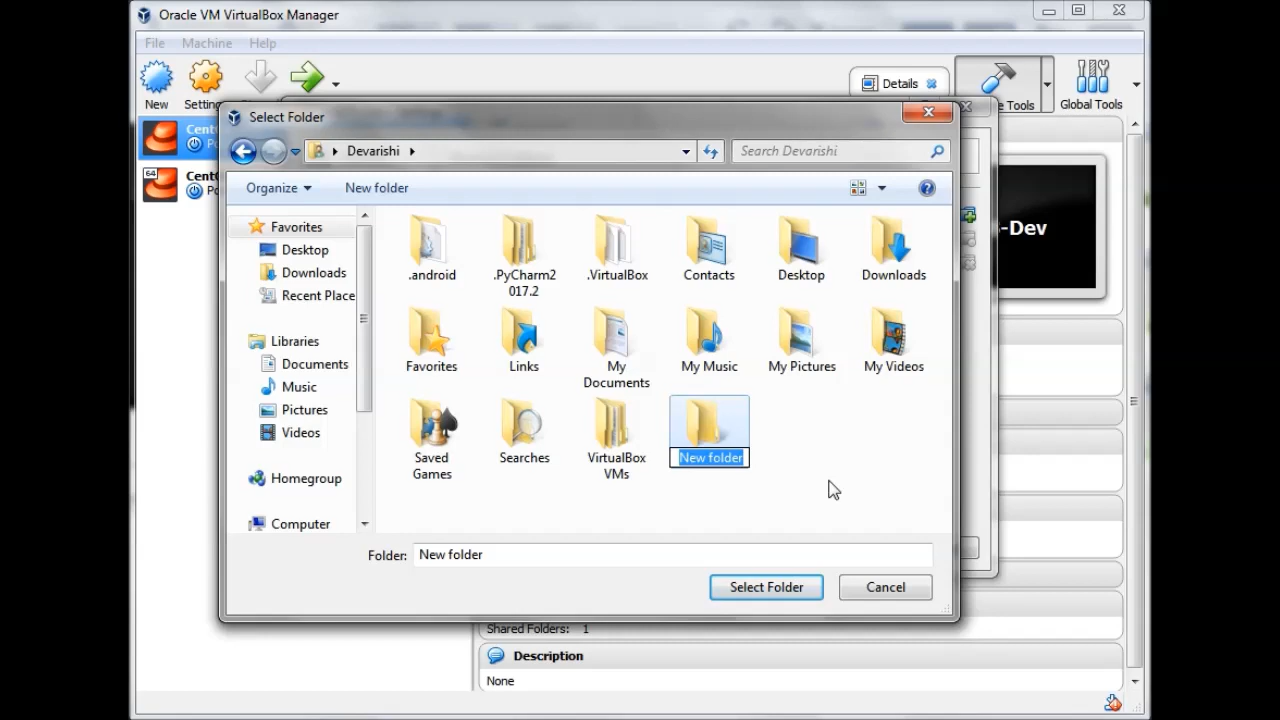 Oracle VM VirtualBox Manager
File Machine Help
New
Details
Tools
Global Tools
Select Folder
Devarishi
Search Devarishi
Organize
New folder
Favorites
Desktop
Downloads
Recent Place
Libraries
Documents
Music
Pictures
Videos
Homegroup
Computer
.android
.PyCharm2
017.2
.VirtualBox
Contacts
Desktop
Downloads
Favorites
Links
My
Documents
My Music
My Pictures
My Videos
Saved
Games
Searches
VirtualBox
VMs
New folder
64
-Dev
Folder: New folder
Select Folder
Cancel
Shared Folders: 1
Description
None